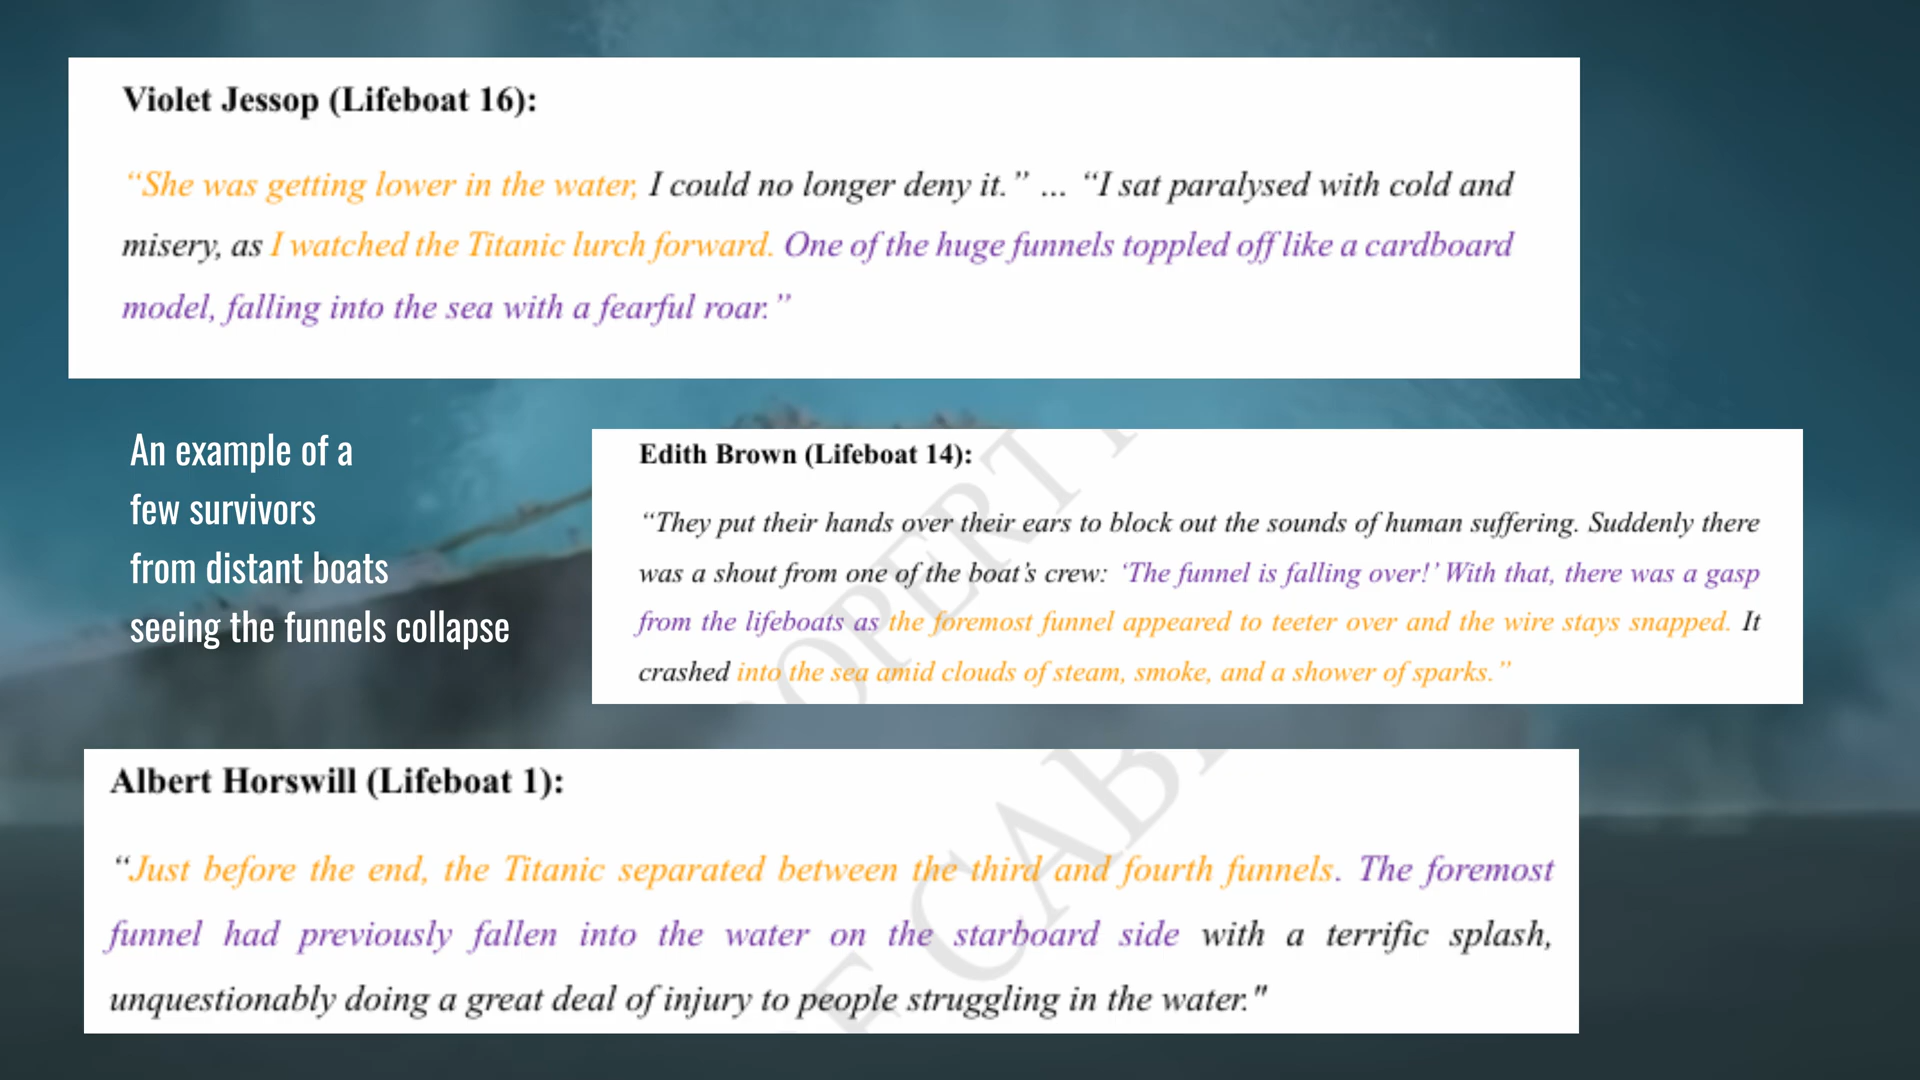 Violet Jessop (Lifeboat 16):
“She was getting lower in the water, I could no longer deny it.” ... “I sat paralysed with cold and
misery, as I watched the Titanic lurch forward. One of the huge funnels toppled off like a cardboard
model, falling into the sea with a fearful roar.”
An example of a
few survivors
from distant boats
seeing the funnels collapse
Edith Brown (Lifeboat 14):
“They put their hands over their ears to block out the sounds of human suffering. Suddenly there
was a shout from one of the boat’s crew: ‘The funnel is falling over!’ With that, there was a gasp
from the lifeboats as the foremost funnel appeared to teeter over and the wire stays snapped. It
crashed into the sea amid clouds of steam, smoke, and a shower of sparks.”
Albert Horswill (Lifeboat 1):
“Just before the end, the Titanic separated between the third and fourth funnels. The foremost
funnel had previously fallen into the water on the starboard side with a terrific splash,
unquestionably doing a great deal of injury to people struggling in the water."